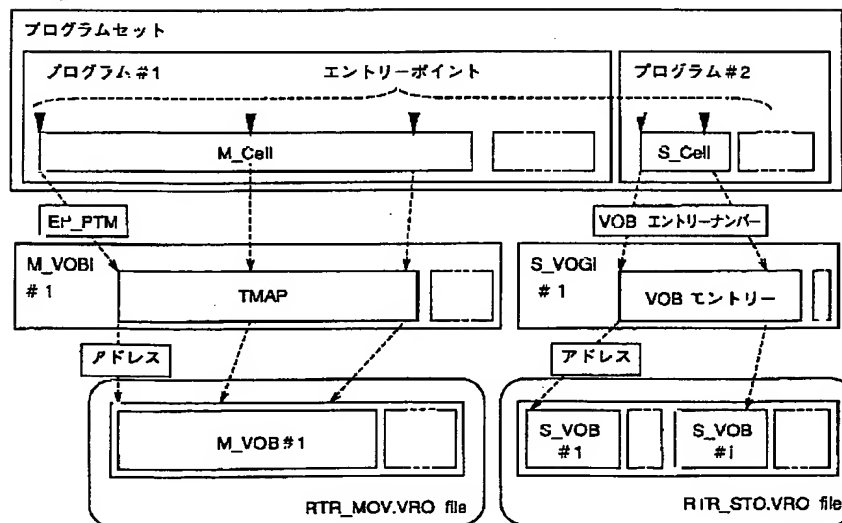 プログラムセット
プログラム#1
エントリーポイント
プログラム#2
M_Cell
S_Cell
EP_PTM
VOB エントリーナンバー
M_VOBI
#1
TMAP
S_VOGI
#1
VOB エントリー
アドレス
アドレス
M_VOB#1
S_VOB
#1
S_VOB
#i
RTR_MOV.VRO file
RTR_STO.VRO file